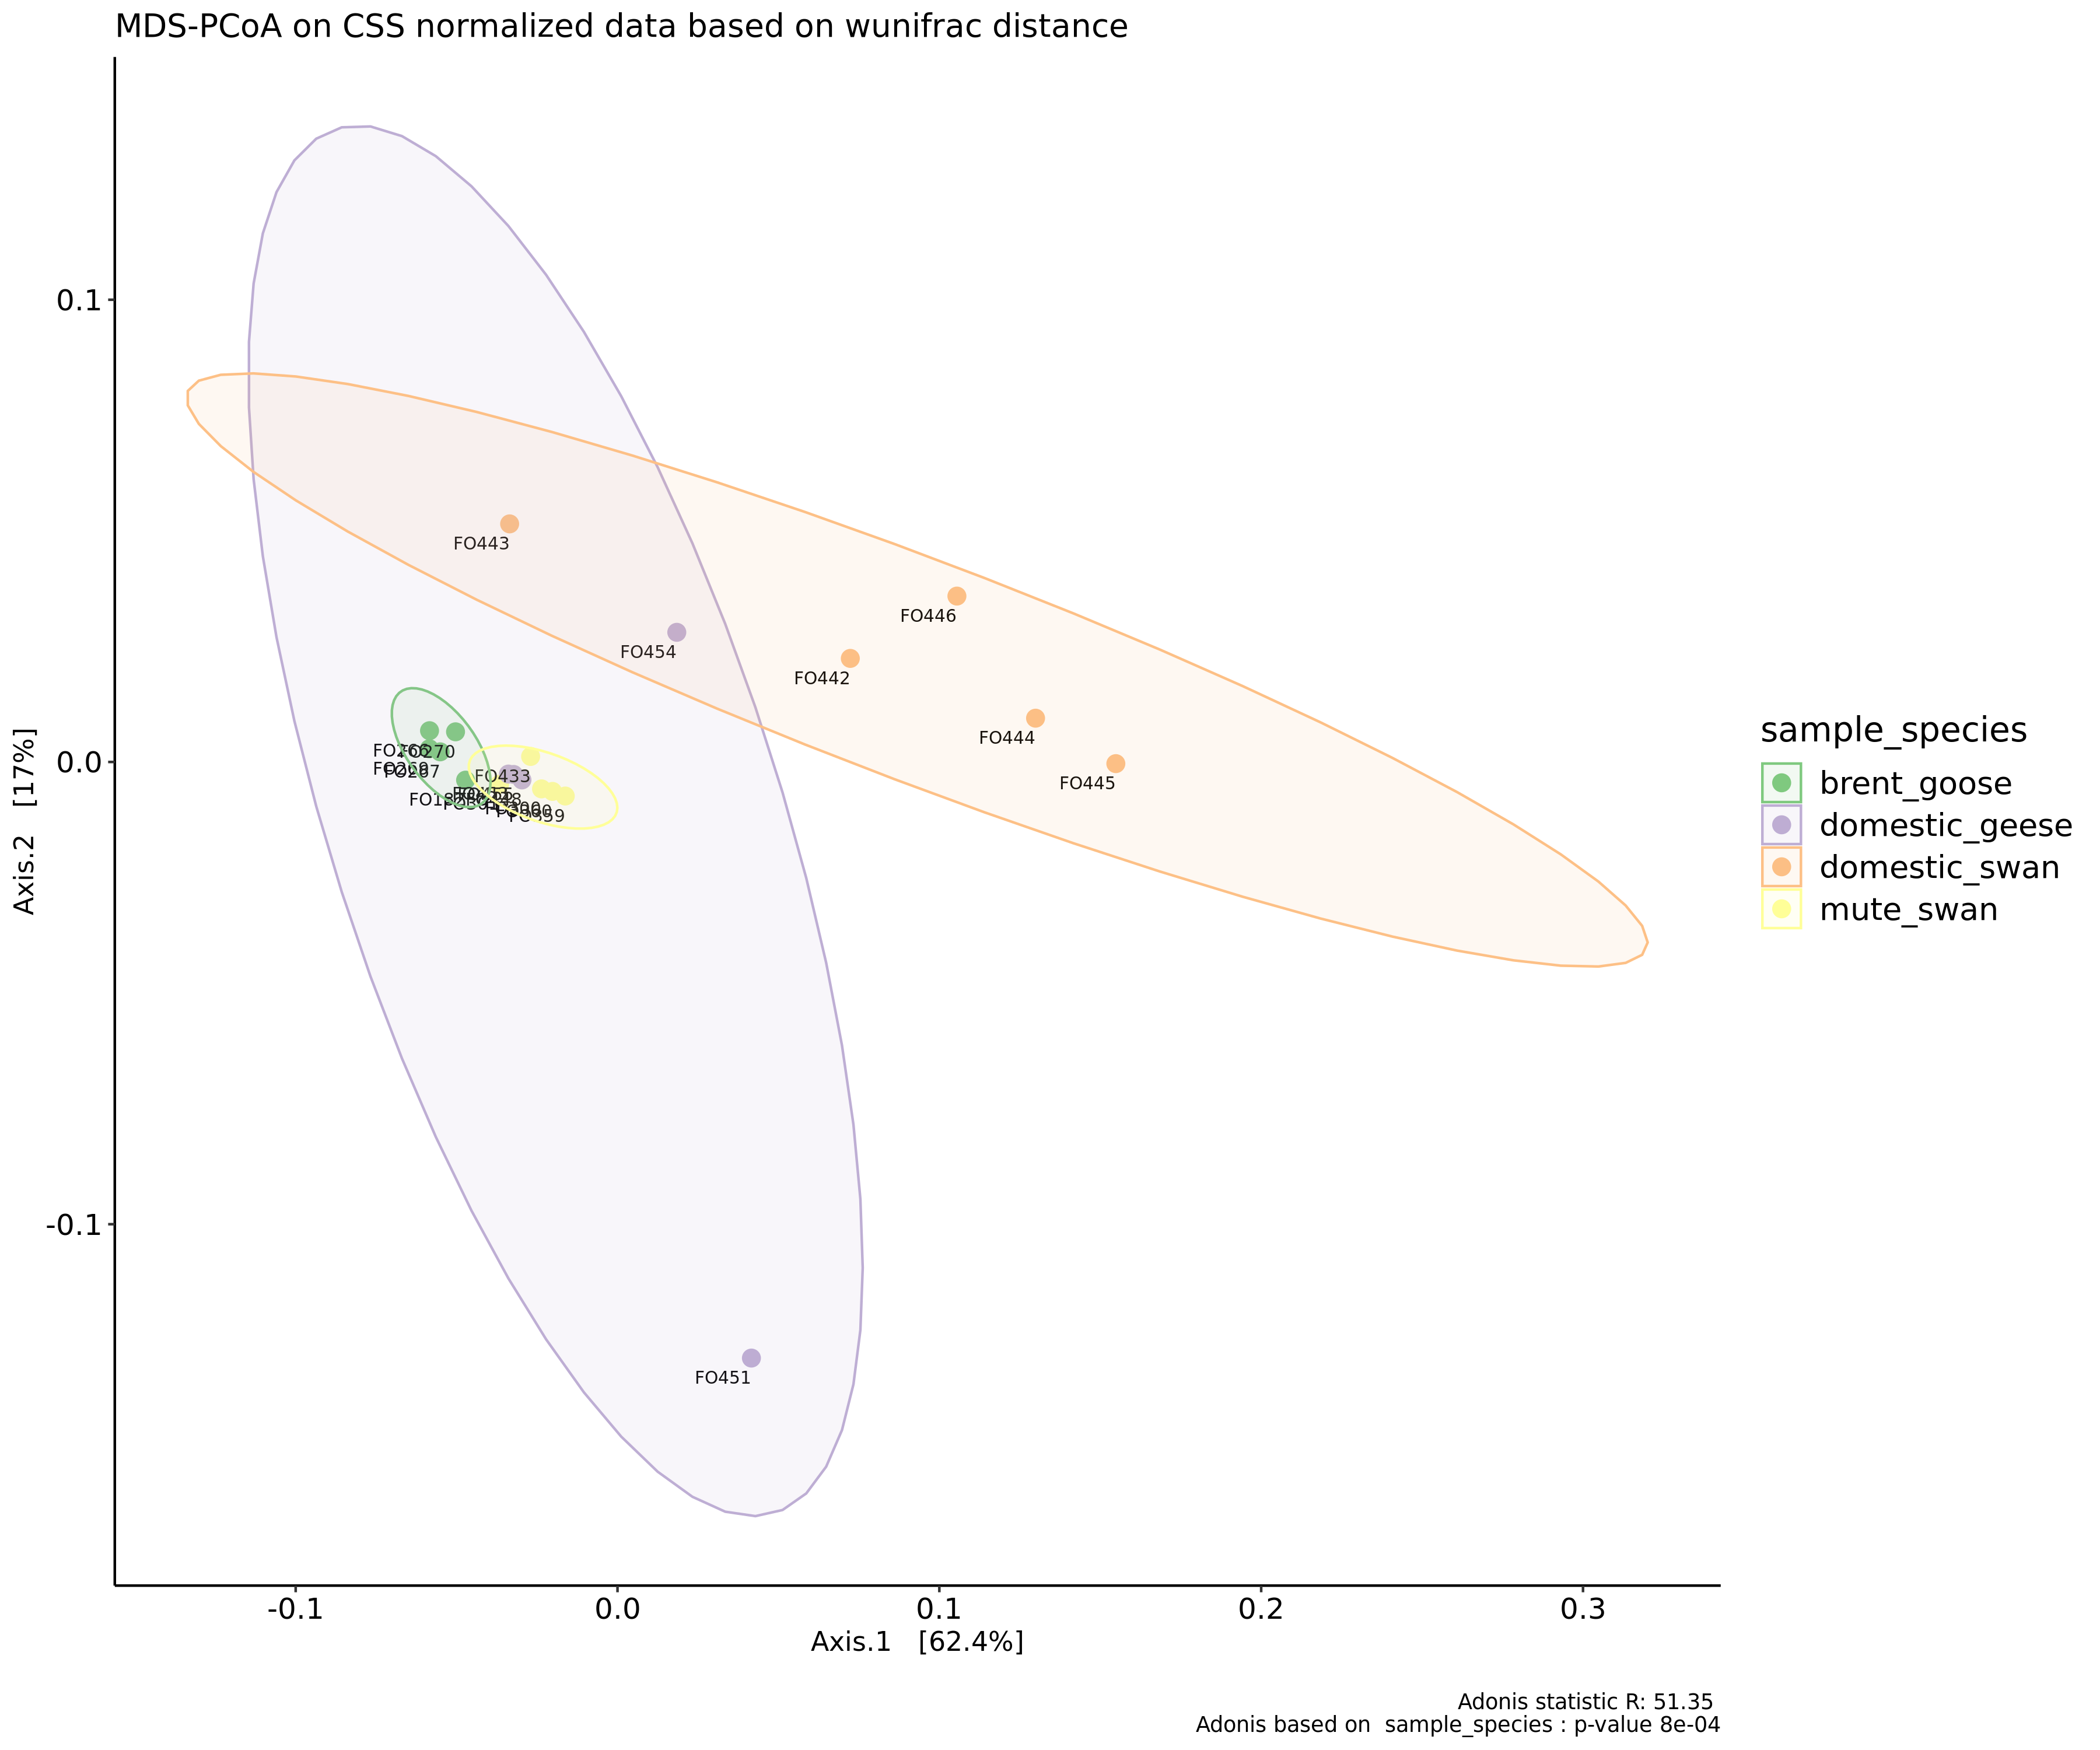 MDS-PCoA on CSS normalized data based on wunifrac distance
0.1
0.0
-0.1
Axis.2 [17%]
FO443
FO446
FO454
FO442
FO444
FO445
FO266
FO267
FO433
FO451
-0.1
0.0
0.1
0.2
0.3
Axis.1 [62.4%]
sample_species
brent_goose
domestic_geese
domestic_swan
mute_swan
Adonis statistic R: 51.35
Adonis based on sample_species : p-value 8e-04